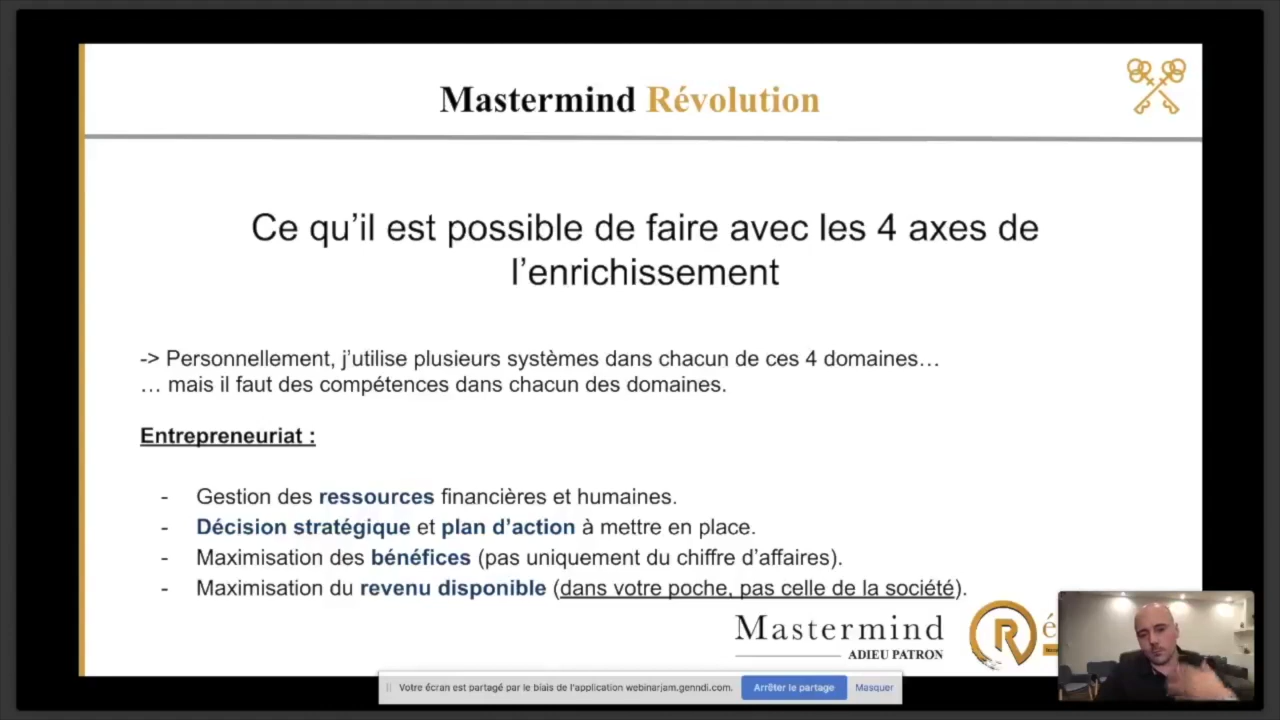 Mastermind Révolution
Ce qu’il est possible de faire avec les 4 axes de
l’enrichissement
-> Personnellement, j’utilise plusieurs systèmes dans chacun de ces 4 domaines…
… mais il faut des compétences dans chacun des domaines.
Entrepreneuriat :
- Gestion des ressources financières et humaines.
- Décision stratégique et plan d’action à mettre en place.
- Maximisation des bénéfices (pas uniquement du chiffre d’affaires).
- Maximisation du revenu disponible (dans votre poche, pas celle de la société).
Mastermind
ADIEU PATRON
R
Votre écran est partagé par le biais de l'application webinarjam.genndi.com.
Arrêter le partage
Masquer